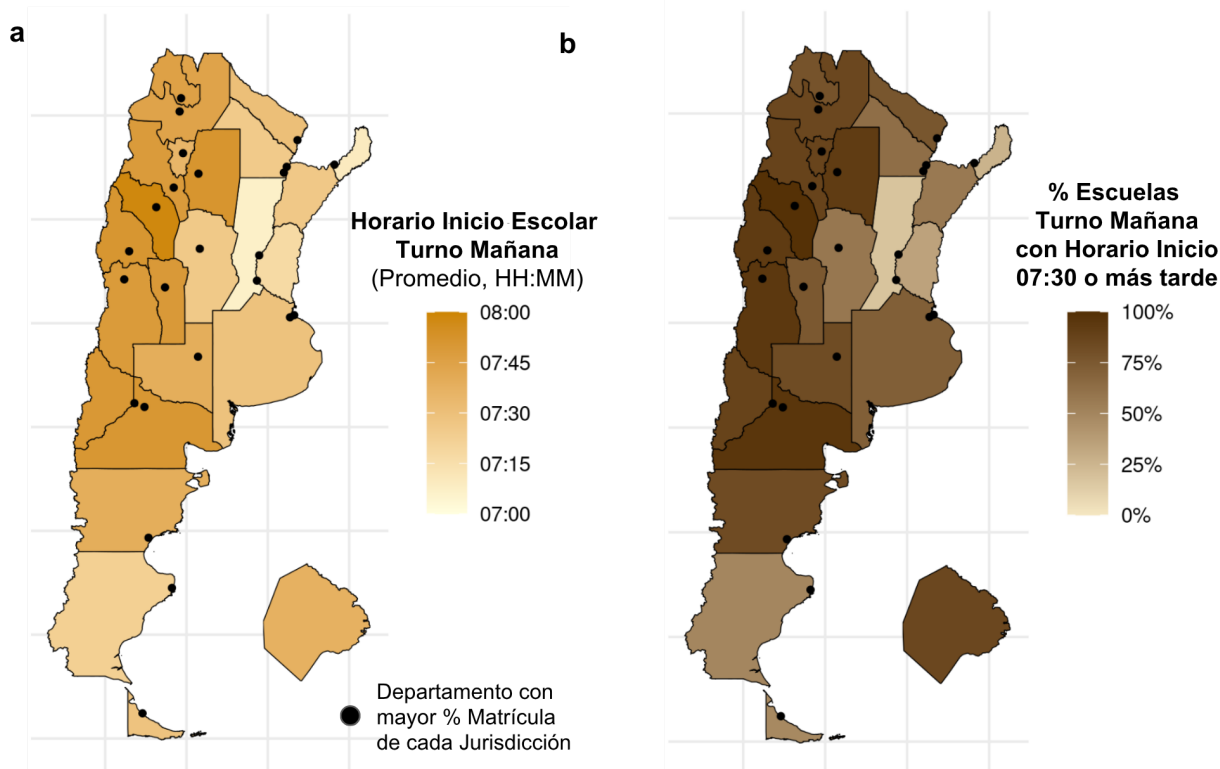 a
Horario Inicio Escolar
Turno Mañana
(Promedio, HH:MM)
08:00
07:45
07:30
07:15
07:00
Departamento con
mayor % Matrícula
de cada Jurisdicción
b
% Escuelas
Turno Mañana
con Horario Inicio
07:30 o más tarde
100%
75%
50%
25%
0%